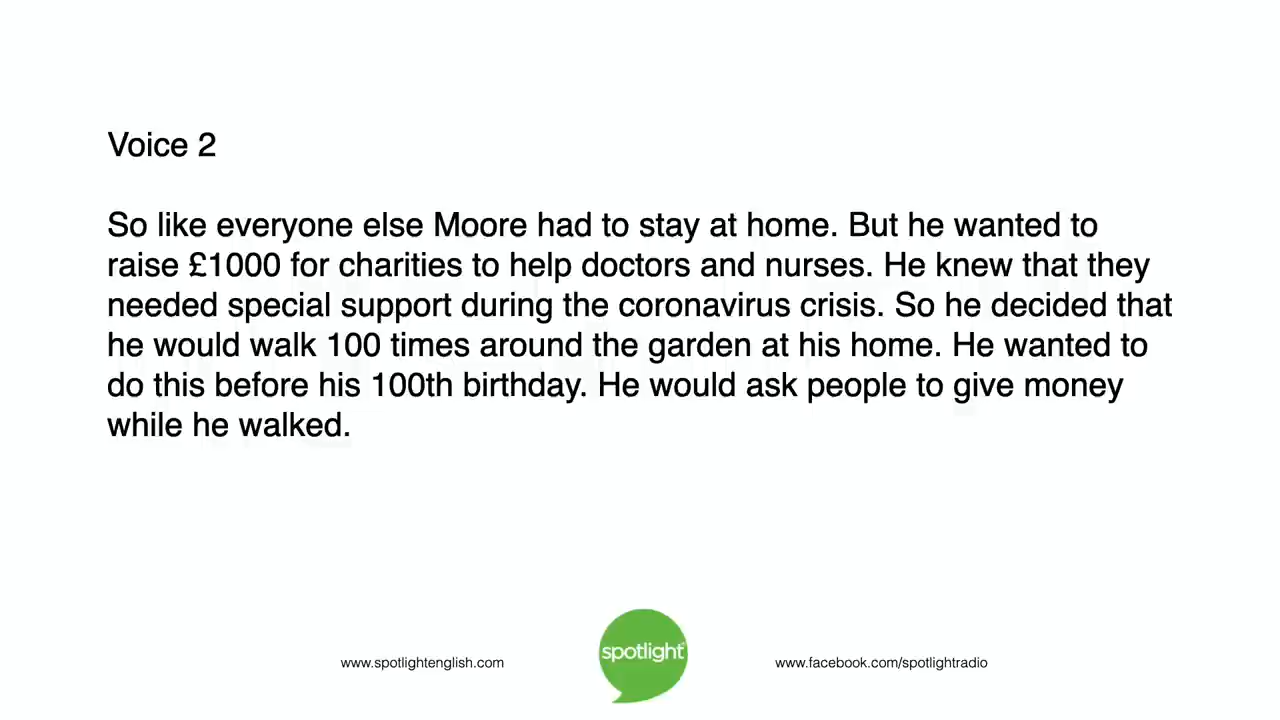 Voice 2
So like everyone else Moore had to stay at home. But he wanted to
raise £1000 for charities to help doctors and nurses. He knew that they
needed special support during the coronavirus crisis. So he decided that
he would walk 100 times around the garden at his home. He wanted to
do this before his 100th birthday. He would ask people to give money
while he walked.
www.spotlightenglish.com
spotlight
www.facebook.com/spotlightradio